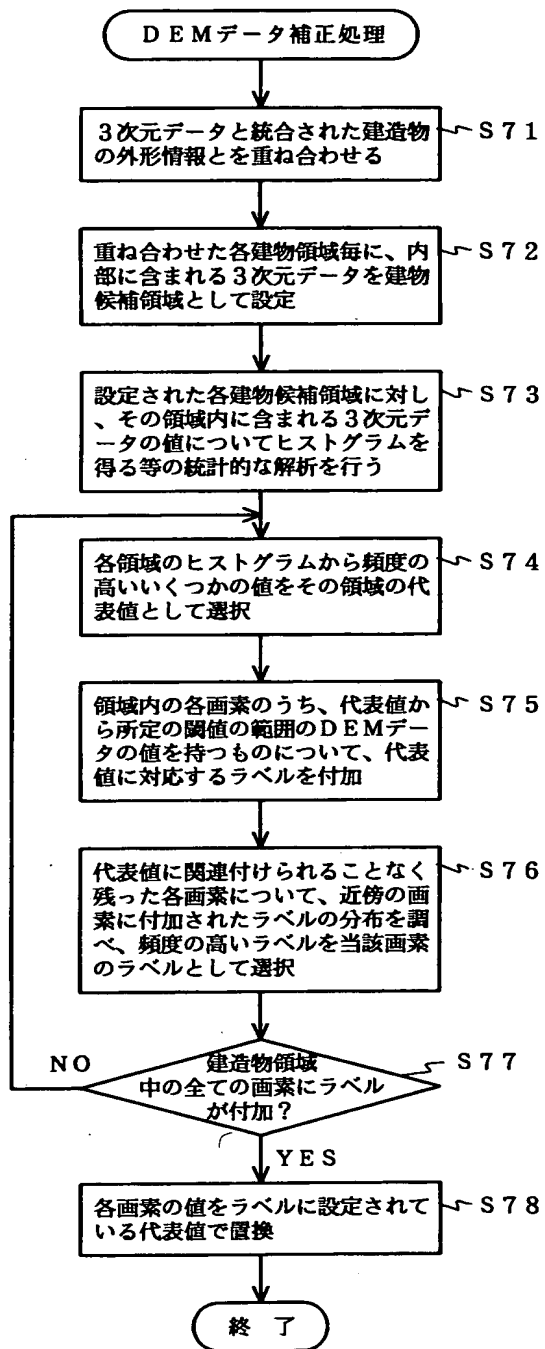 DEMデータ補正処理
3次元データと統合された建造物
の外形情報とを重ね合わせる
S71
重ね合わせた各建物領域毎に、内
部に含まれる3次元データを建物
候補領域として設定
S72
設定された各建物候補領域に対し
、その領域内に含まれる3次元デ
ータの値についてヒストグラムを
得る等の統計的な解析を行う
S73
各領域のヒストグラムから頻度の
高いいくつかの値をその領域の代
表値として選択
S74
領域内の各画素のうち、代表値から
所定の閾値の範囲のDEMデー
タの値を持つものについて、代表
値に対応するラベルを付加
S75
代表値に関連付けられることなく
残った各画素について、近傍の画
素に付加されたラベルの分布を調
べ、頻度の高いラベルを当該画素
のラベルとして選択
S76
建造物領域
中の全ての画素にラベル
が付加?
S77
NO
YES
各画素の値をラベルに設定されて
いる代表値で置換
S78
終了